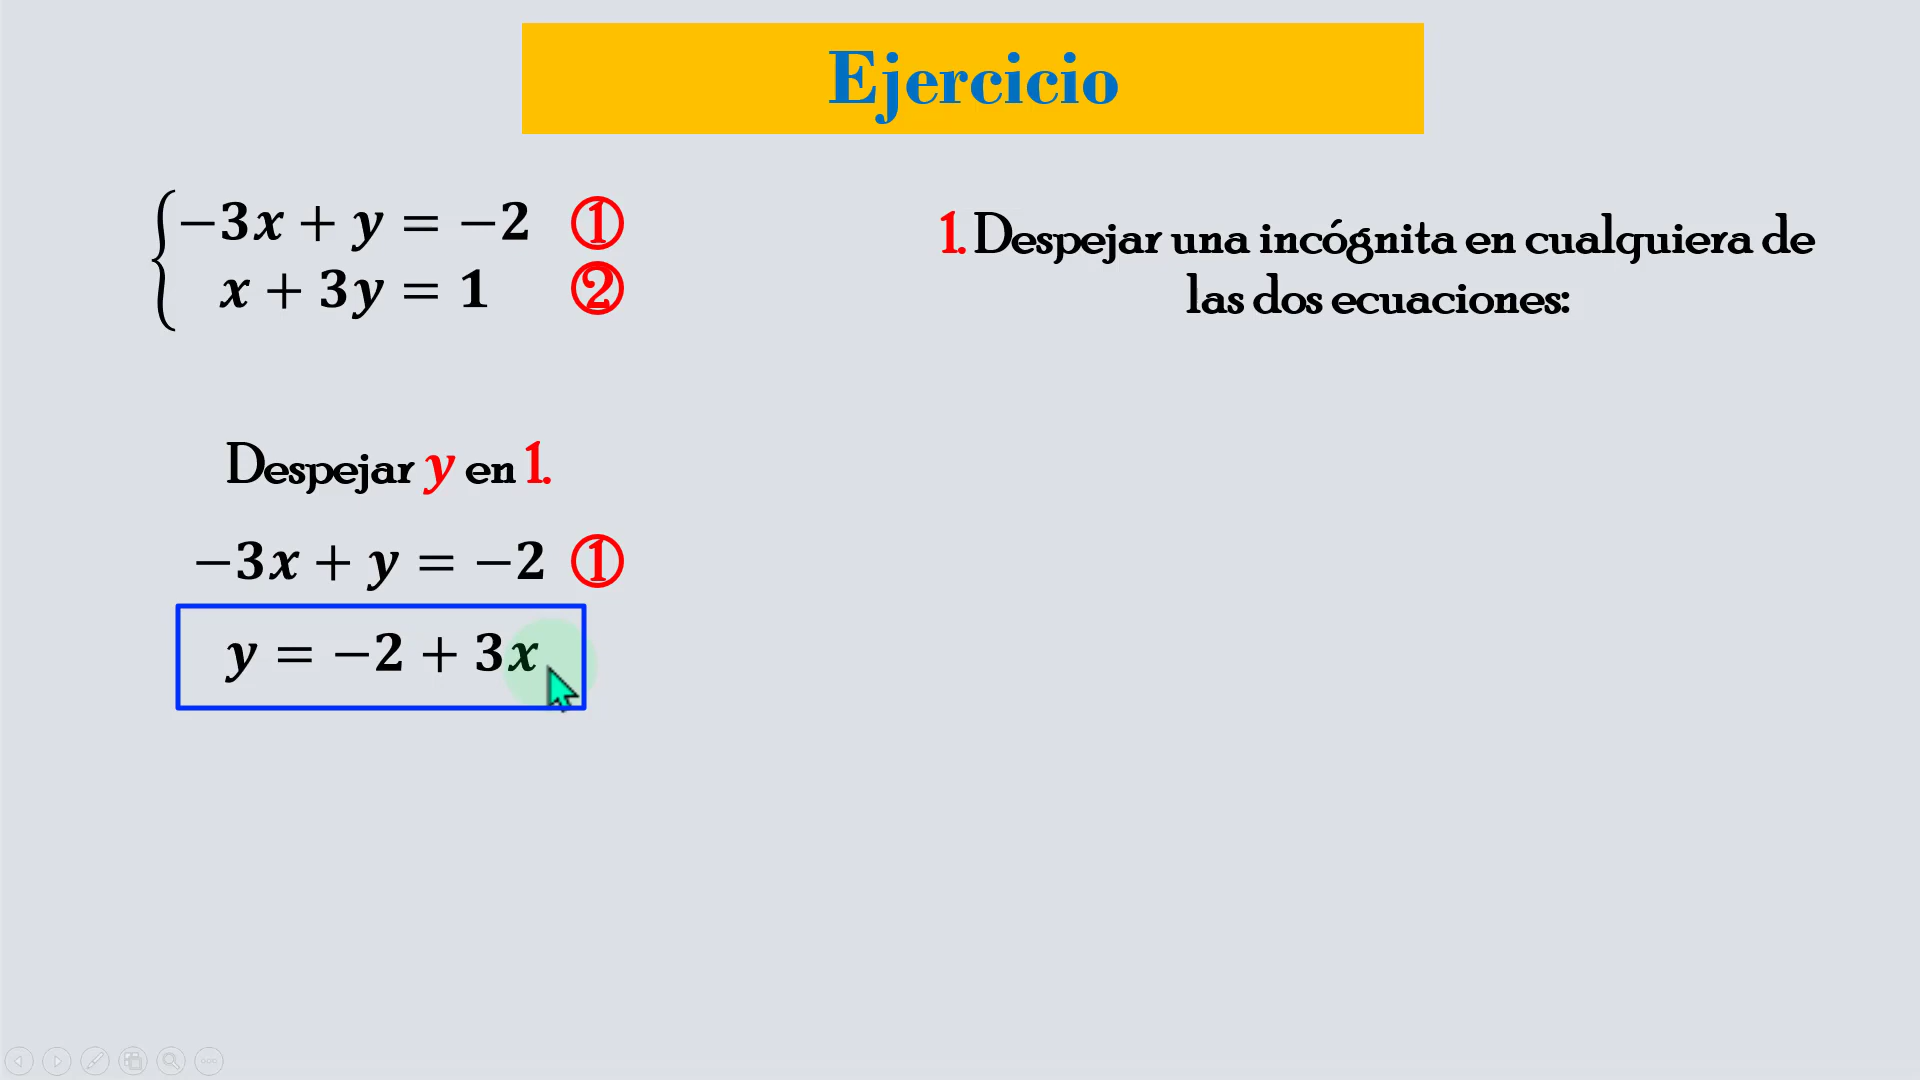 Ejercicio
−3x + y = −2 ①
x + 3y = 1 ②
1. Despejar una incógnita en cualquiera de
las dos ecuaciones:
Despejar y en 1.
−3x + y = −2 ①
y = −2 + 3x